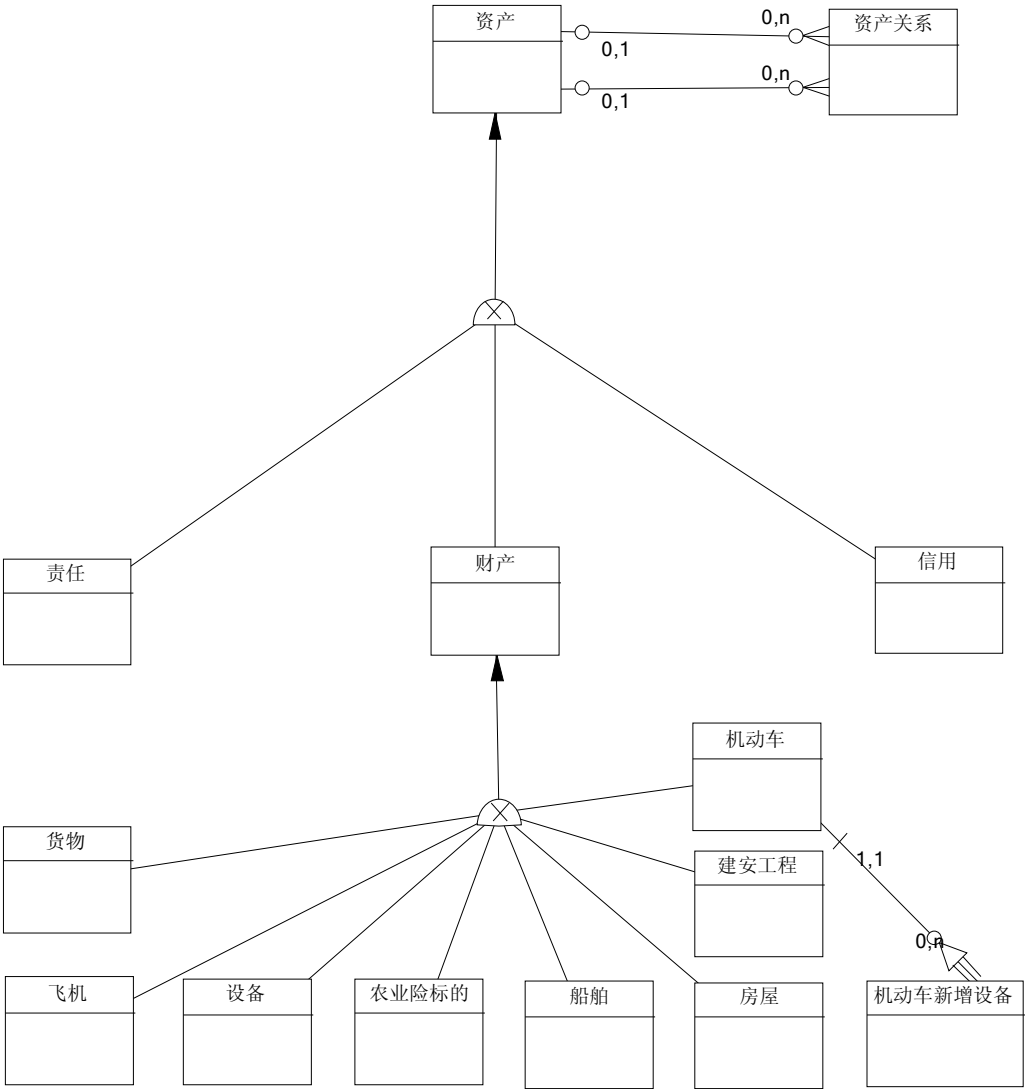 资产
0,n
资产关系
0,1
0,n
0,1
责任
财产
信用
机动车
货物
建安工程
1,1
0,n
飞机
设备
农业险标的
船舶
房屋
机动车新增设备